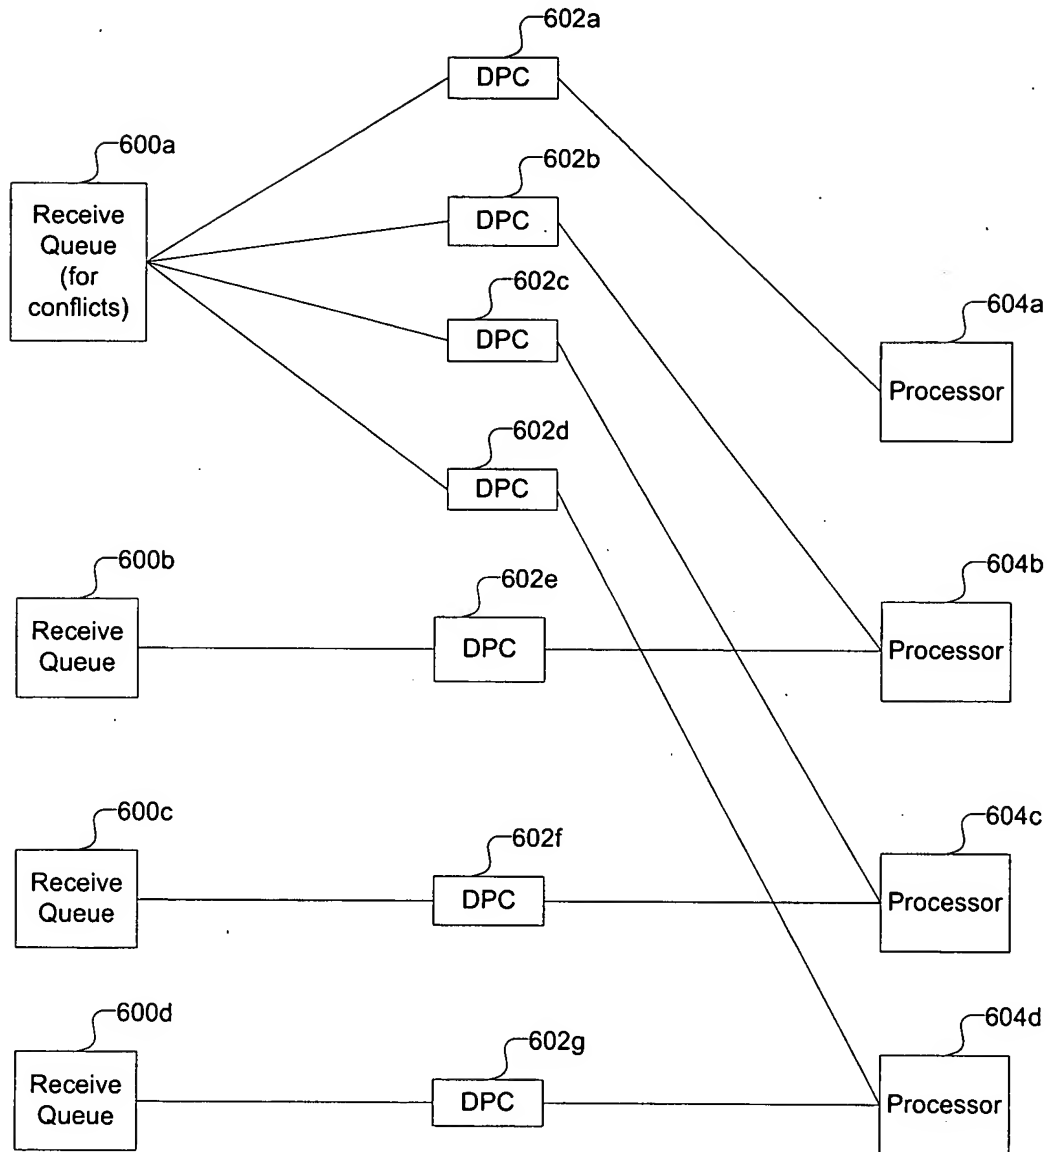 602a
DPC
600a
602b
Receive
Queue
(for
conflicts)
DPC
602c
DPC
604a
Processor
602d
DPC
600b
602e
604b
Receive
Queue
DPC
Processor
600c
602f
604c
Receive
Queue
DPC
Processor
600d
602g
604d
Receive
Queue
DPC
Processor